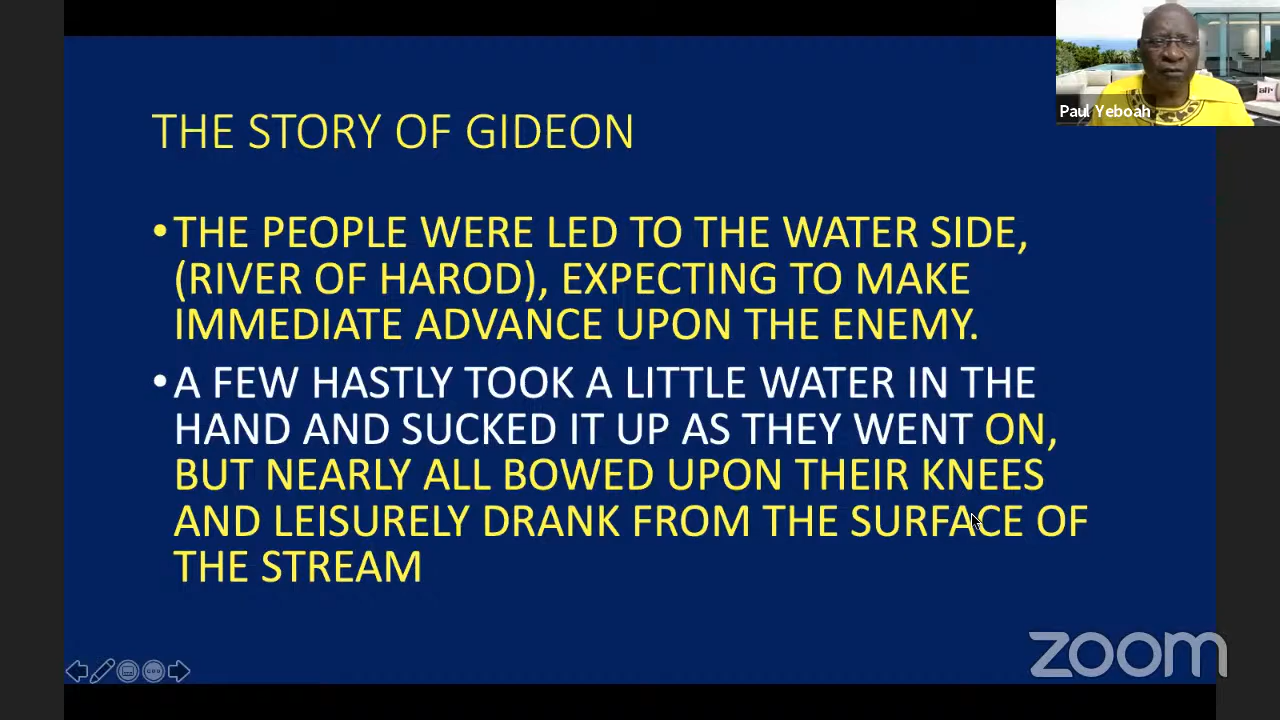 Paul Yeboah
THE STORY OF GIDEON
•THE PEOPLE WERE LED TO THE WATER SIDE,
(RIVER OF HAROD), EXPECTING TO MAKE
IMMEDIATE ADVANCE UPON THE ENEMY.
•A FEW HASTLY TOOK A LITTLE WATER IN THE
HAND AND SUCKED IT UP AS THEY WENT ON,
BUT NEARLY ALL BOWED UPON THEIR KNEES
AND LEISURELY DRANK FROM THE SURFACE OF
THE STREAM
zoom